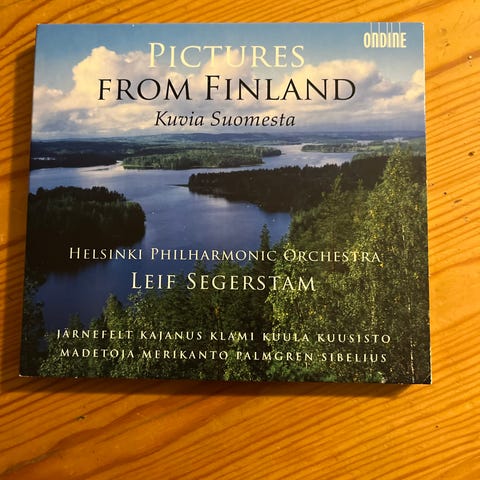 ONDINE
PICTURES
FROM FINLAND
Kuvia Suomesta
HELSINKI PHILHARMONIC ORCHESTRA
LEIF SEGERSTAM
JÄRNEFELT KAJANUS KLAMI KUULA KUUSISTO
MADETOJA MERIKANTO PALMGREN SIBELIUS